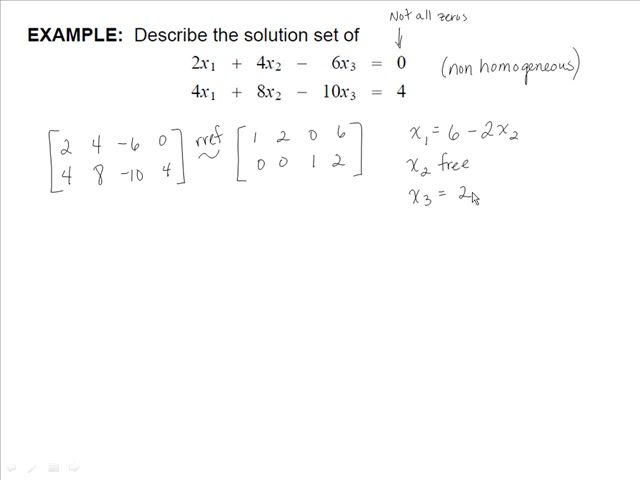 Not all zeros
EXAMPLE: Describe the solution set of
2x₁ + 4x₂ − 6x₃ = 0 (non homogeneous)
4x₁ + 8x₂ − 10x₃ = 4
[2 4 -6 0 rref [1 2 0 6 x₁ = 6 - 2x₂
4 8 -10 4] ~ 0 0 1 2] x₂ free
x₃ = 2